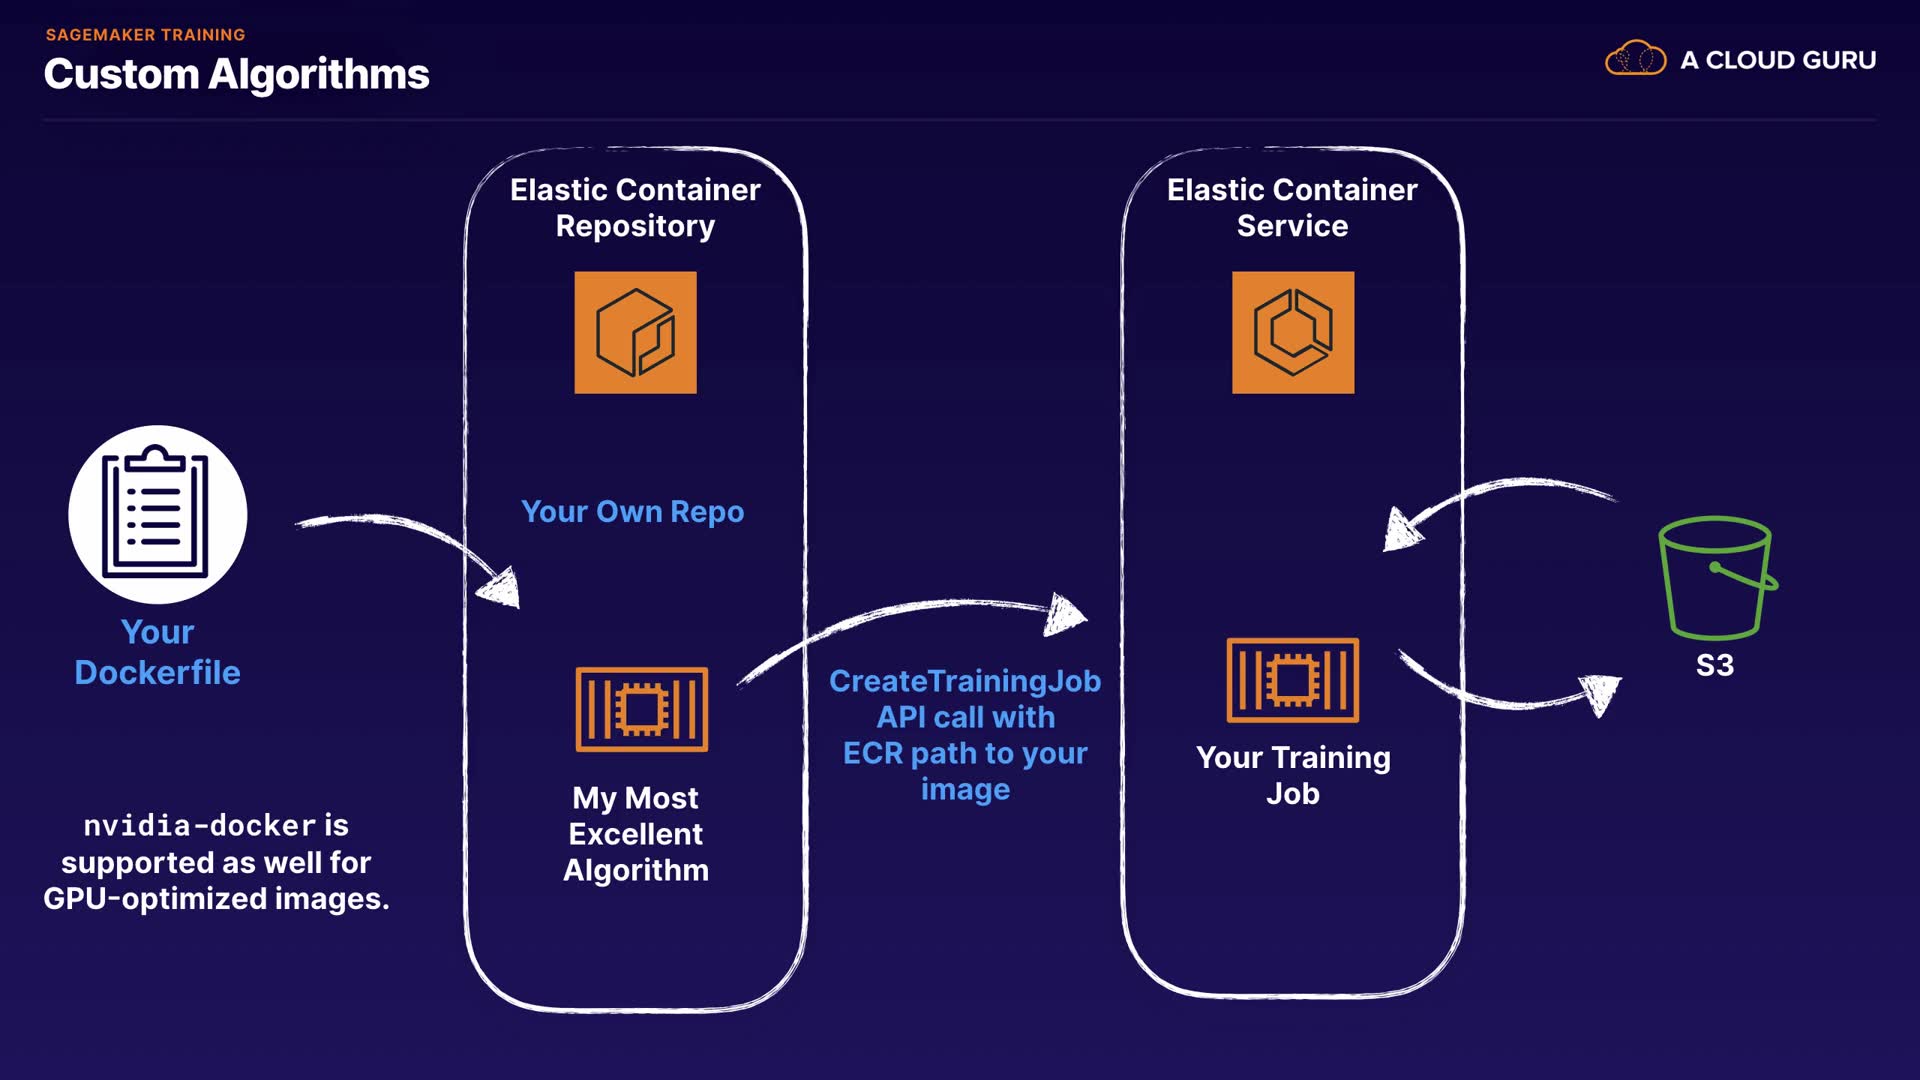 SAGEMAKER TRAINING
Custom Algorithms
A CLOUD GURU
Elastic Container
Repository
Elastic Container
Service
Your Own Repo
Your
Dockerfile
S3
CreateTrainingJob
API call with
ECR path to your
image
My Most
Excellent
Algorithm
Your Training
Job
nvidia-docker is
supported as well for
GPU-optimized images.